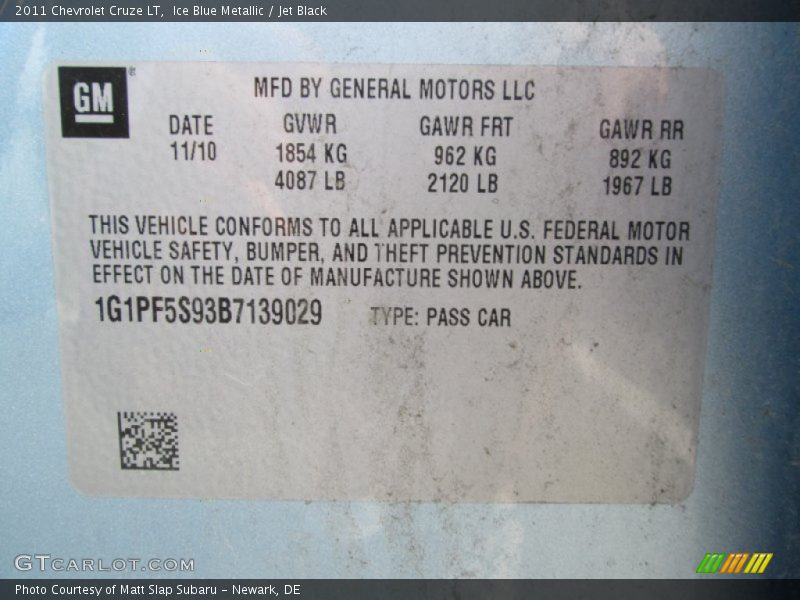 2011 Chevrolet Cruze LT,  Ice Blue Metallic / Jet Black
GM ®
MFD BY GENERAL MOTORS LLC
DATE GVWR GAWR FRT GAWR RR
11/10 1854 KG 962 KG 892 KG
4087 LB 2120 LB 1967 LB
THIS VEHICLE CONFORMS TO ALL APPLICABLE U.S. FEDERAL MOTOR
VEHICLE SAFETY, BUMPER, AND THEFT PREVENTION STANDARDS IN
EFFECT ON THE DATE OF MANUFACTURE SHOWN ABOVE.
1G1PF5S93B7139029 TYPE: PASS CAR
GTCARLOT.COM
Photo Courtesy of Matt Slap Subaru - Newark, DE